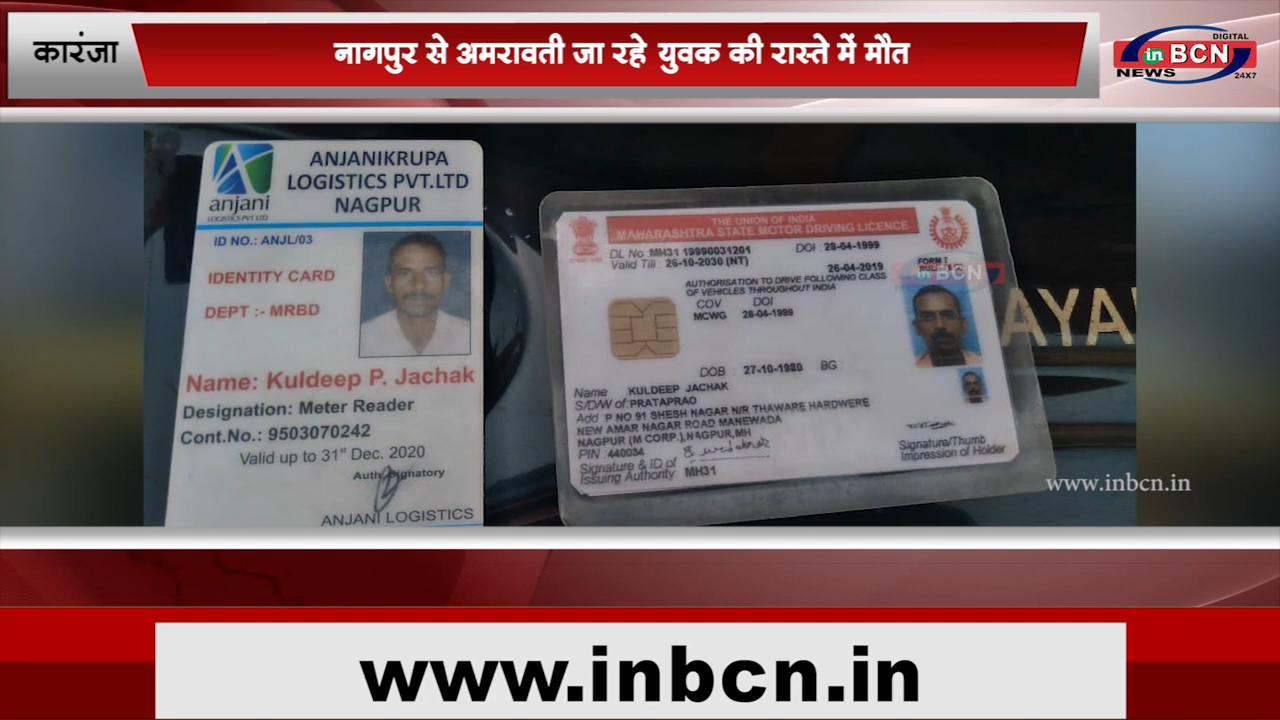 कारंजा
नागपुर से अमरावती जा रहे युवक की रास्ते में मौत
DIGITAL
in BCN
NEWS
24X7
anjani
LOGISTICS PVT LTD
ANJANIKRUPA
LOGISTICS PVT.LTD
NAGPUR
ID NO.: ANJL/03
IDENTITY CARD
DEPT :- MRBD
Name: Kuldeep P. Jachak
Designation: Meter Reader
Cont.No.: 9503070242
Valid up to 31st Dec. 2020
Auth. Signatory
ANJANI LOGISTICS
THE UNION OF INDIA
MAHARASHTRA STATE MOTOR DRIVING LICENCE
DL No :MH31 19990031201 DOI : 28-04-1999
Valid Till : 26-10-2030 (NT)
26-04-2019
FORM 7
in BCN
AUTHORISATION TO DRIVE FOLLOWING CLASS
OF VEHICLES THROUGHOUT INDIA
COV DOI
MCWG 28-04-1999
DOB : 27-10-1980 BG :
Name KULDEEP JACHAK
S/D/W of:PRATAPRAO
Add :P NO 91 SHESH NAGAR N/R THAWARE HARDWERE
NEW AMAR NAGAR ROAD MANEWADA
NAGPUR (M CORP.),NAGPUR,MH
PIN :440034
Signature & ID of
Issuing Authority: MH31
Signature/Thumb
Impression of Holder
AYA
www.inbcn.in
www.inbcn.in